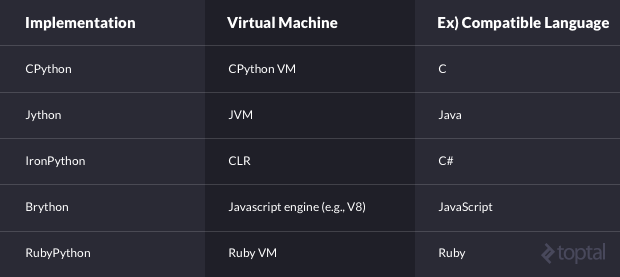 Implementation Virtual Machine Ex) Compatible Language
CPython CPython VM C
Jython JVM Java
IronPython CLR C#
Brython Javascript engine (e.g., V8) JavaScript
RubyPython Ruby VM Ruby
toptal